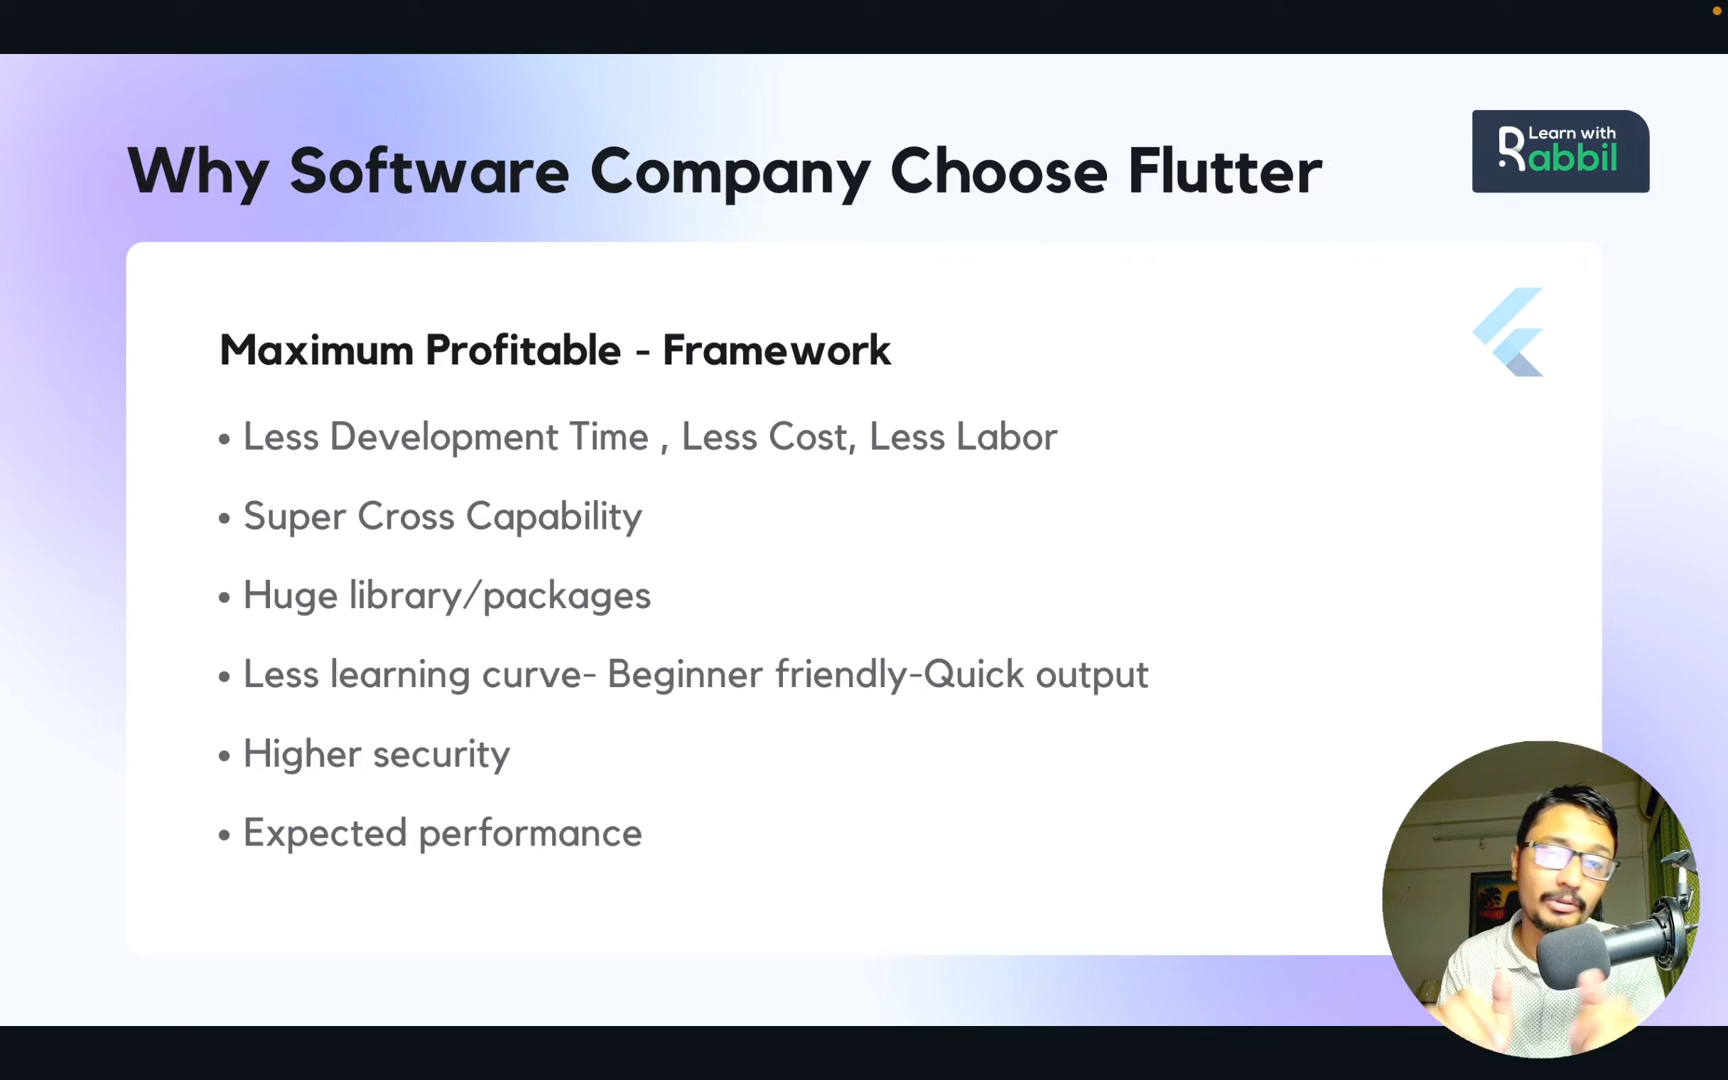 Why Software Company Choose Flutter
Learn with
Rabbil
Maximum Profitable - Framework
• Less Development Time , Less Cost, Less Labor
• Super Cross Capability
• Huge library/packages
• Less learning curve- Beginner friendly-Quick output
• Higher security
• Expected performance